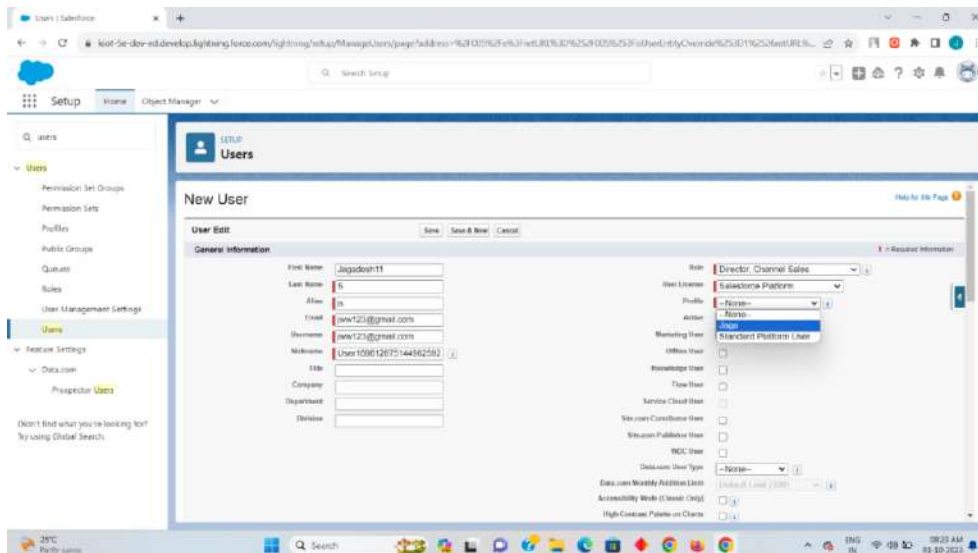 Users | Salesforce
Search Setup
Setup
Home
Object Manager
users
Users
Permission Set Groups
Permission Sets
Profiles
Public Groups
Queues
Roles
User Management Settings
Users
Feature Settings
Data.com
Prospector Users
Didn't find what you're looking for?
Try using Global Search.
SETUP
Users
New User
Help for this Page
User Edit
Save
Save & New
Cancel
General Information
= Required Information
First Name
Last Name
S
Alias
js
Email
jww123@gmail.com
Username
jww123@gmail.com
Nickname
Title
Company
Department
Division
Role
Director, Channel Sales
User License
Salesforce Platform
Profile
--None--
--None--
Jaga
Standard Platform User
Active
Marketing User
Offline User
Knowledge User
Flow User
Service Cloud User
Site.com Contributor User
Site.com Publisher User
WDC User
Data.com User Type
--None--
Data.com Monthly Addition Limit
Accessibility Mode (Classic Only)
High-Contrast Palette on Charts
25°C
Partly sunny
Search
ENG
IN